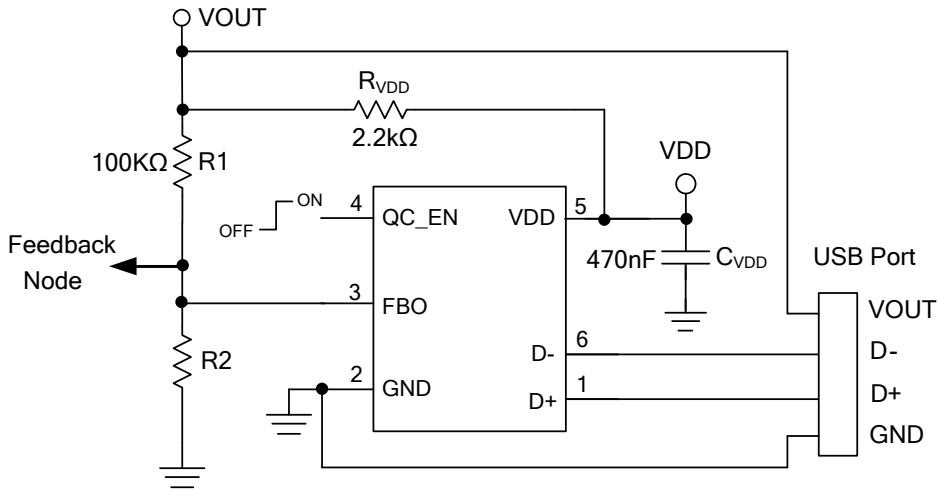 VOUT
RVDD
2.2kΩ
100KΩ R1
VDD
ON
OFF
4
QC_EN
VDD
5
470nF CVDD
USB Port
Feedback
Node
3
FBO
VOUT
R2
D-
6
D-
2
GND
D+
1
D+
GND